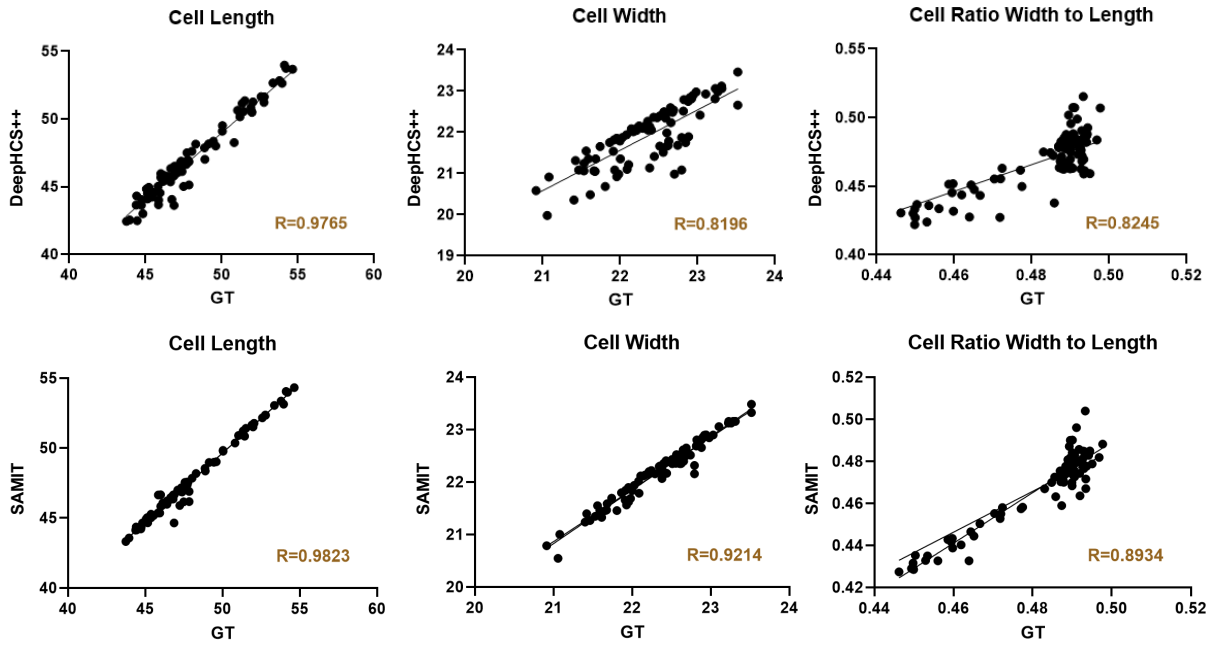 Cell Length
DeepHCS++
55
50
45
40
40 45 50 55 60
GT
R=0.9765
Cell Width
DeepHCS++
24
23
22
21
20
19
20 21 22 23 24
GT
R=0.8196
Cell Ratio Width to Length
DeepHCS++
0.55
0.50
0.45
0.40
0.44 0.46 0.48 0.50 0.52
GT
R=0.8245
Cell Length
SAMIT
55
50
45
40
40 45 50 55 60
GT
R=0.9823
Cell Width
SAMIT
24
23
22
21
20
20 21 22 23 24
GT
R=0.9214
Cell Ratio Width to Length
SAMIT
0.52
0.50
0.48
0.46
0.44
0.42
0.44 0.46 0.48 0.50 0.52
GT
R=0.8934